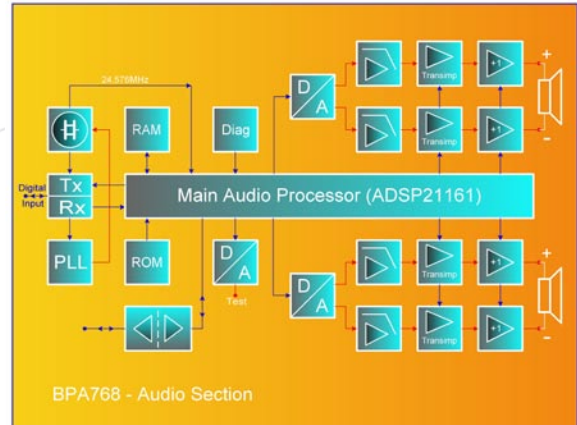 24.576MHz
RAM
Diag
D
A
Transimp
+1
+
Transimp
+1
-
Digital
Input
Tx
Rx
Main Audio Processor (ADSP21161)
PLL
ROM
D
A
Test
D
A
Transimp
+1
+
Transimp
+1
-
BPA768 - Audio Section